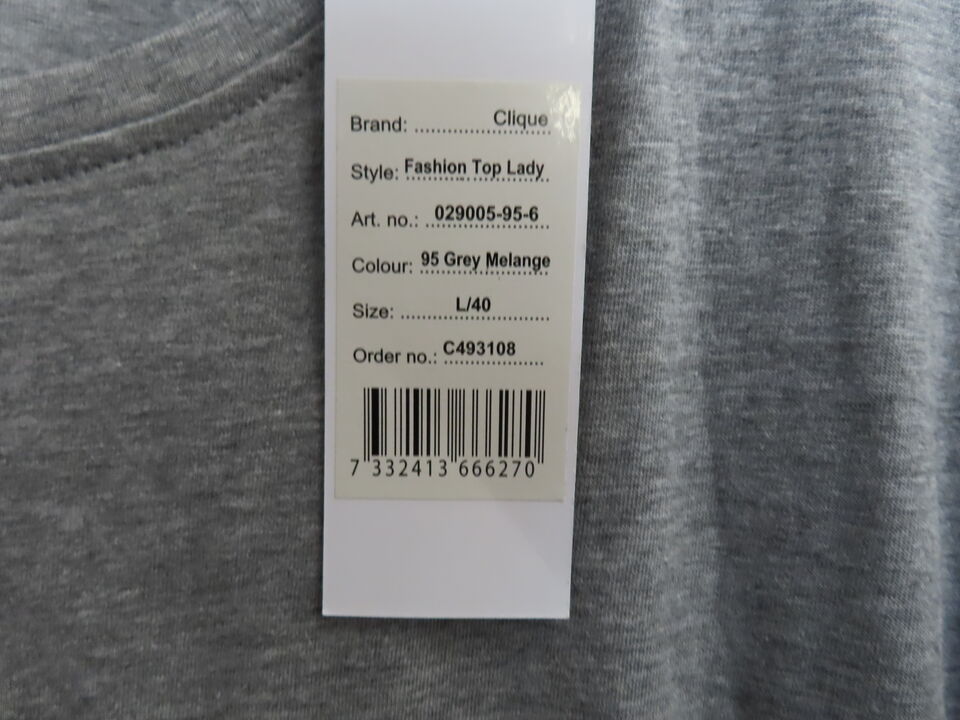 Brand: ........................ Clique
Style: Fashion Top Lady
Art. no.: 029005-95-6
Colour: 95 Grey Melange
Size: L/40
Order no.: C493108
7 332413 666270